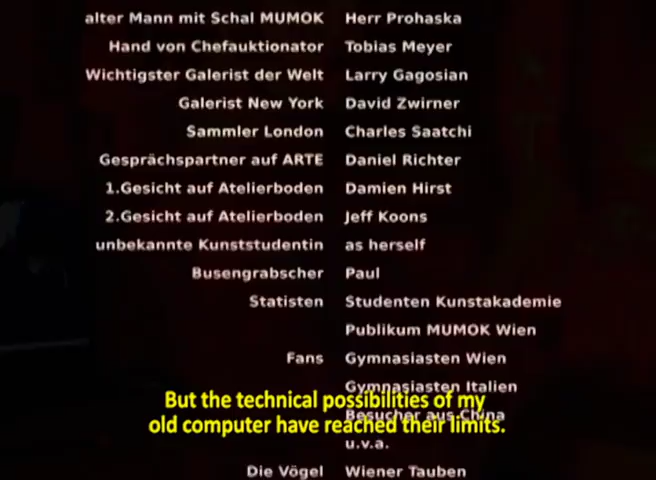 alter Mann mit Schal MUMOK Herr Prohaska
Hand von Chefauktionator Tobias Meyer
Wichtigster Galerist der Welt Larry Gagosian
Galerist New York David Zwirner
Sammler London Charles Saatchi
Gesprächspartner auf ARTE Daniel Richter
1.Gesicht auf Atelierboden Damien Hirst
2.Gesicht auf Atelierboden Jeff Koons
unbekannte Kunststudentin as herself
Busengrabscher Paul
Statisten Studenten Kunstakademie
Publikum MUMOK Wien
Fans Gymnasiasten Wien
Gymnasiasten Italien
But the technical possibilities of my
Besucher aus China
old computer have reached their limits.
u.v.a.
Die Vögel Wiener Tauben